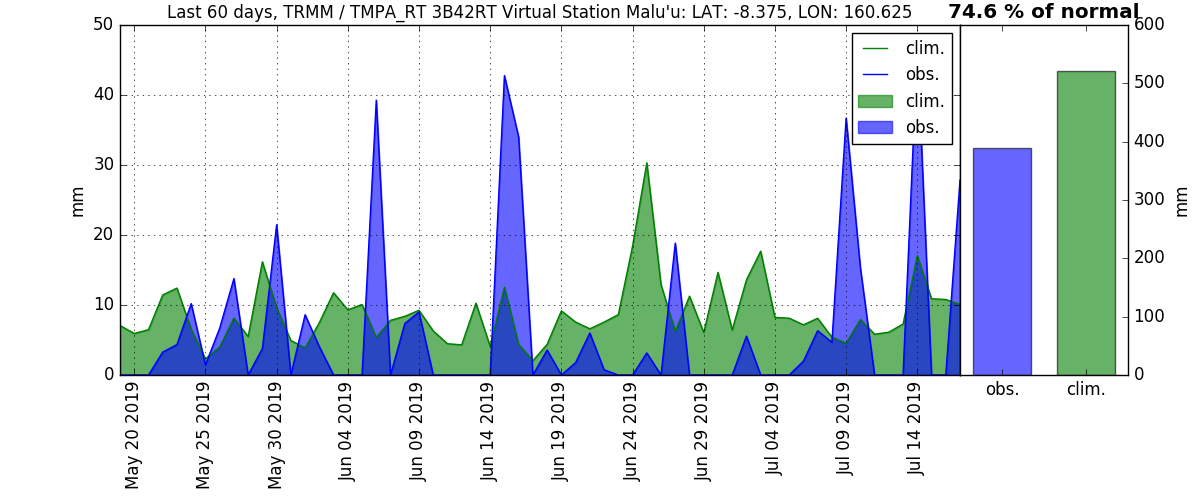 Last 60 days, TRMM / TMPA_RT 3B42RT Virtual Station Malu'u: LAT: -8.375, LON: 160.625
74.6 % of normal
50
40
30
20
10
0
mm
clim.
obs.
clim.
obs.
600
500
400
300
200
100
0
mm
obs.
clim.
May 20 2019
May 25 2019
May 30 2019
Jun 04 2019
Jun 09 2019
Jun 14 2019
Jun 19 2019
Jun 24 2019
Jun 29 2019
Jul 04 2019
Jul 09 2019
Jul 14 2019